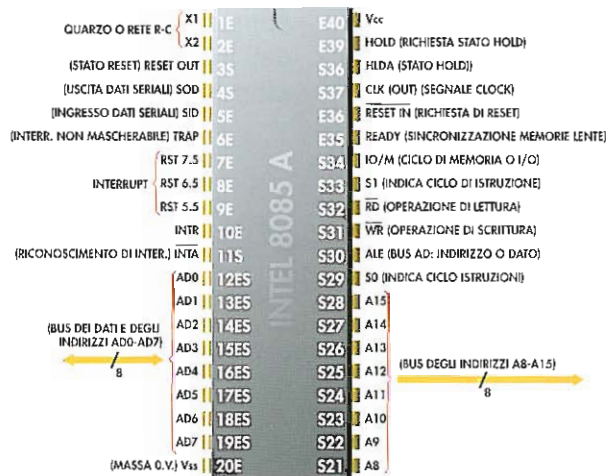 QUARZO O RETE R-C
X1
X2
(STATO RESET) RESET OUT
(USCITA DATI SERIALI) SOD
(INGRESSO DATI SERIALI) SID
(INTERR. NON MASCHERABILE) TRAP
INTERRUPT
RST 7.5
RST 6.5
RST 5.5
INTR
(RICONOSCIMENTO DI INTER.) INTA
AD0
AD1
AD2
AD3
AD4
AD5
AD6
AD7
(BUS DEI DATI E DEGLI
INDIRIZZI AD0-AD7)
8
(MASSA 0.V.) Vss
1E
2E
3S
4S
5E
6E
7E
8E
9E
10E
11S
12ES
13ES
14ES
15ES
16ES
17ES
18ES
19ES
20E
INTEL 8085 A
E40
E39
S36
S37
E36
E35
S34
S33
S32
S31
S30
S29
S28
S27
S26
S25
S24
S23
S22
S21
Vcc
HOLD (RICHIESTA STATO HOLD)
HLDA (STATO HOLD))
CLK (OUT) (SEGNALE CLOCK)
RESET IN (RICHIESTA DI RESET)
READY (SINCRONIZZAZIONE MEMORIE LENTE)
IO/M (CICLO DI MEMORIA O I/O)
S1 (INDICA CICLO DI ISTRUZIONE)
RD (OPERAZIONE DI LETTURA)
WR (OPERAZIONE DI SCRITTURA)
ALE (BUS AD: INDIRIZZO O DATO)
S0 (INDICA CICLO ISTRUZIONI)
A15
A14
A13
A12
A11
A10
A9
A8
(BUS DEGLI INDIRIZZI A8-A15)
8